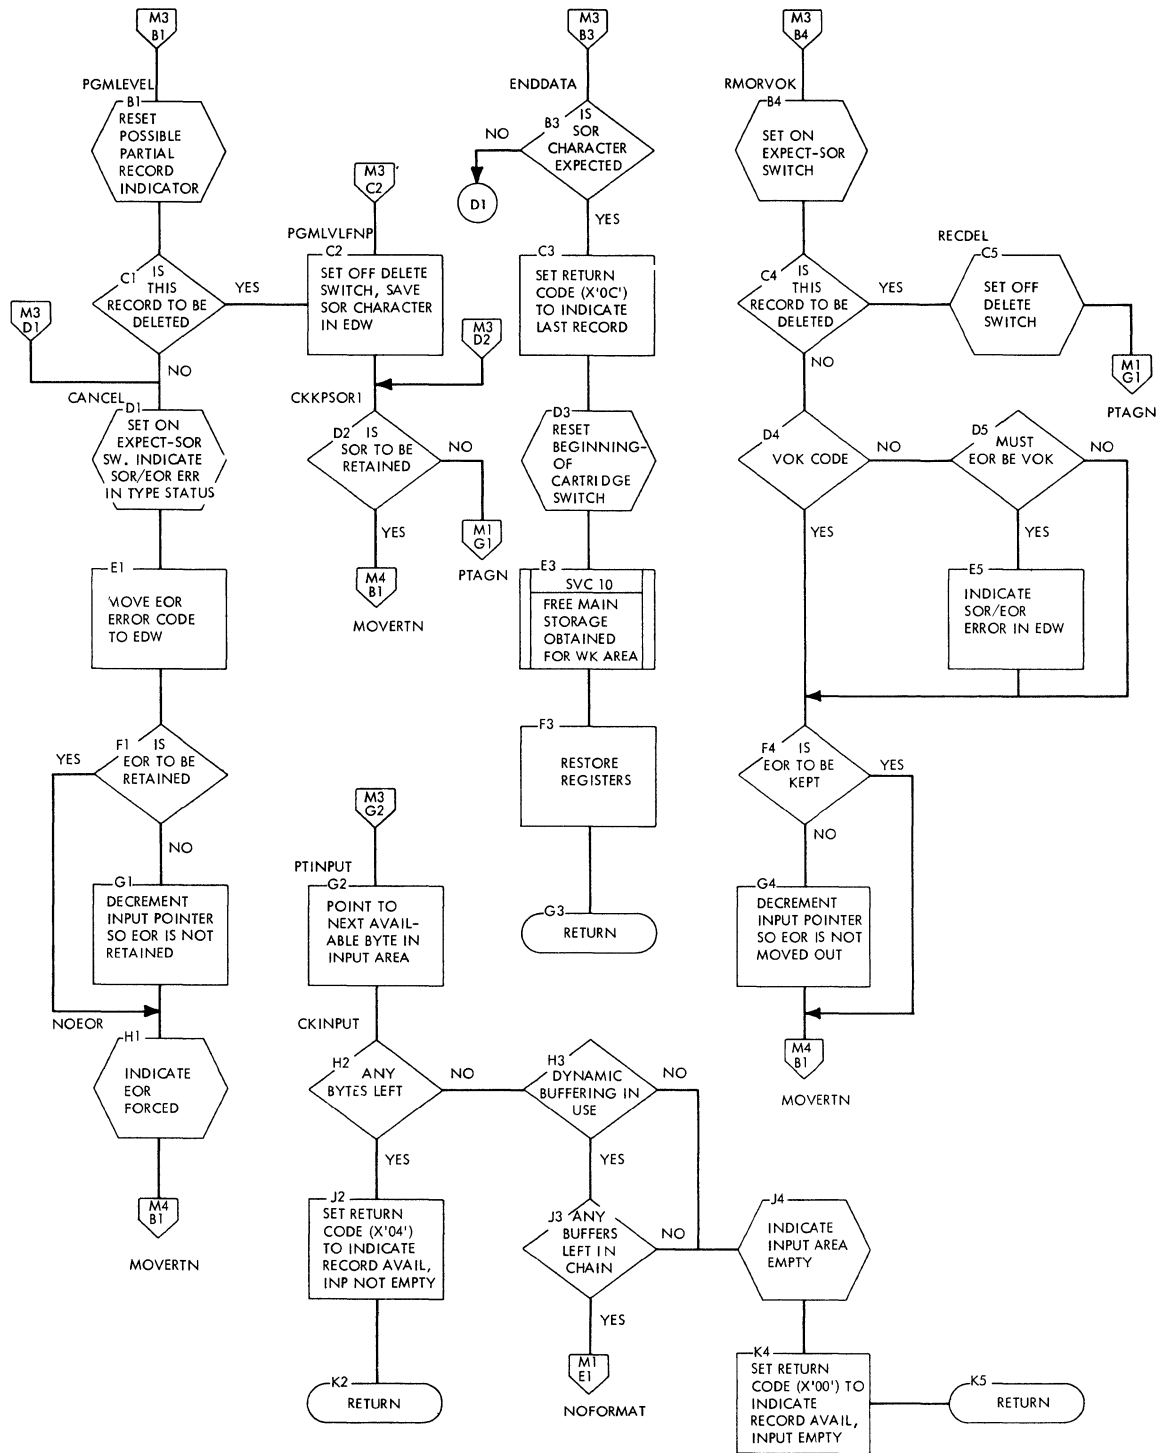 M3
B1
PGMLEVEL
B1
RESET
POSSIBLE
PARTIAL
RECORD
INDICATOR
C1 IS
THIS
RECORD TO BE
DELETED
YES
NO
M3
D1
CANCEL
D1
SET ON
EXPECT-SOR
SW. INDICATE
SOR/EOR ERR
IN TYPE STATUS
E1
MOVE EOR
ERROR CODE
TO EDW
F1 IS
EOR TO BE
RETAINED
YES
NO
G1
DECREMENT
INPUT POINTER
SO EOR IS NOT
RETAINED
NOEOR
H1
INDICATE
EOR
FORCED
M4
B1
MOVERTN
M3
C2
PGMLVLFNP
C2
SET OFF DELETE
SWITCH, SAVE
SOR CHARACTER
IN EDW
M3
D2
CKKPSOR1
D2 IS
SOR TO BE
RETAINED
NO
YES
M1
G1
PTAGN
M4
B1
MOVERTN
M3
G2
PTINPUT
G2
POINT TO
NEXT AVAIL-
ABLE BYTE IN
INPUT AREA
CKINPUT
H2 ANY
BYTES LEFT
NO
YES
J2
SET RETURN
CODE (X'04')
TO INDICATE
RECORD AVAIL,
INP NOT EMPTY
K2
RETURN
M3
B3
ENDDATA
B3 IS
SOR
CHARACTER
EXPECTED
NO
D1
YES
C3
SET RETURN
CODE (X'0C')
TO INDICATE
LAST RECORD
D3
RESET
BEGINNING-
OF
CARTRIDGE
SWITCH
E3
SVC 10
FREE MAIN
STORAGE
OBTAINED
FOR WK AREA
F3
RESTORE
REGISTERS
G3
RETURN
H3
DYNAMIC
BUFFERING IN
USE
NO
YES
J3 ANY
BUFFERS
LEFT IN
CHAIN
NO
YES
M1
E1
NOFORMAT
M3
B4
RMORVOK
B4
SET ON
EXPECT-SOR
SWITCH
C4 IS
THIS
RECORD TO BE
DELETED
YES
NO
RECDEL
C5
SET OFF
DELETE
SWITCH
M1
G1
PTAGN
D4
VOK CODE
NO
YES
D5
MUST
EOR BE VOK
NO
YES
E5
INDICATE
SOR/EOR
ERROR IN EDW
F4 IS
EOR TO BE
KEPT
YES
NO
G4
DECREMENT
INPUT POINTER
SO EOR IS NOT
MOVED OUT
M4
B1
MOVERTN
J4
INDICATE
INPUT AREA
EMPTY
K4
SET RETURN
CODE (X'00') TO
INDICATE
RECORD AVAIL,
INPUT EMPTY
K5
RETURN